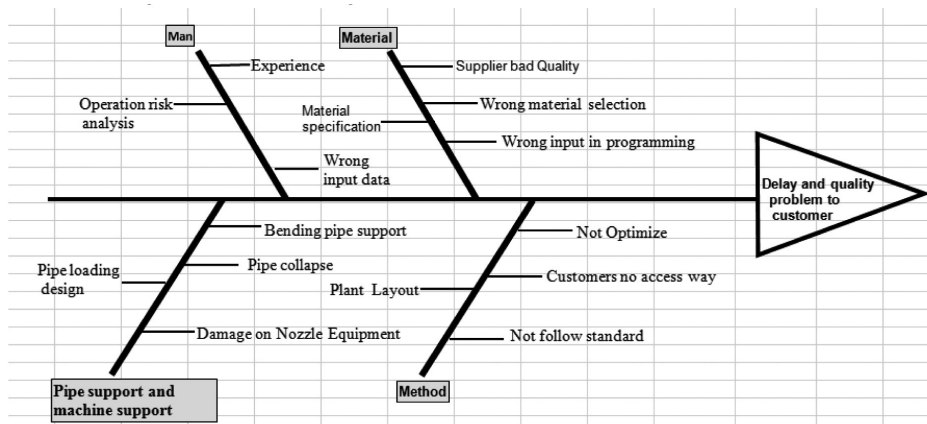 Man
Material
Experience
Supplier bad Quality
Operation risk
analysis
Wrong material selection
Material
specification
Wrong input in programming
Wrong
input data
Delay and quality
problem to
customer
Bending pipe support
Not Optimize
Pipe collapse
Pipe loading
design
Customers no access way
Plant Layout
Damage on Nozzle Equipment
Not follow standard
Pipe support and
machine support
Method